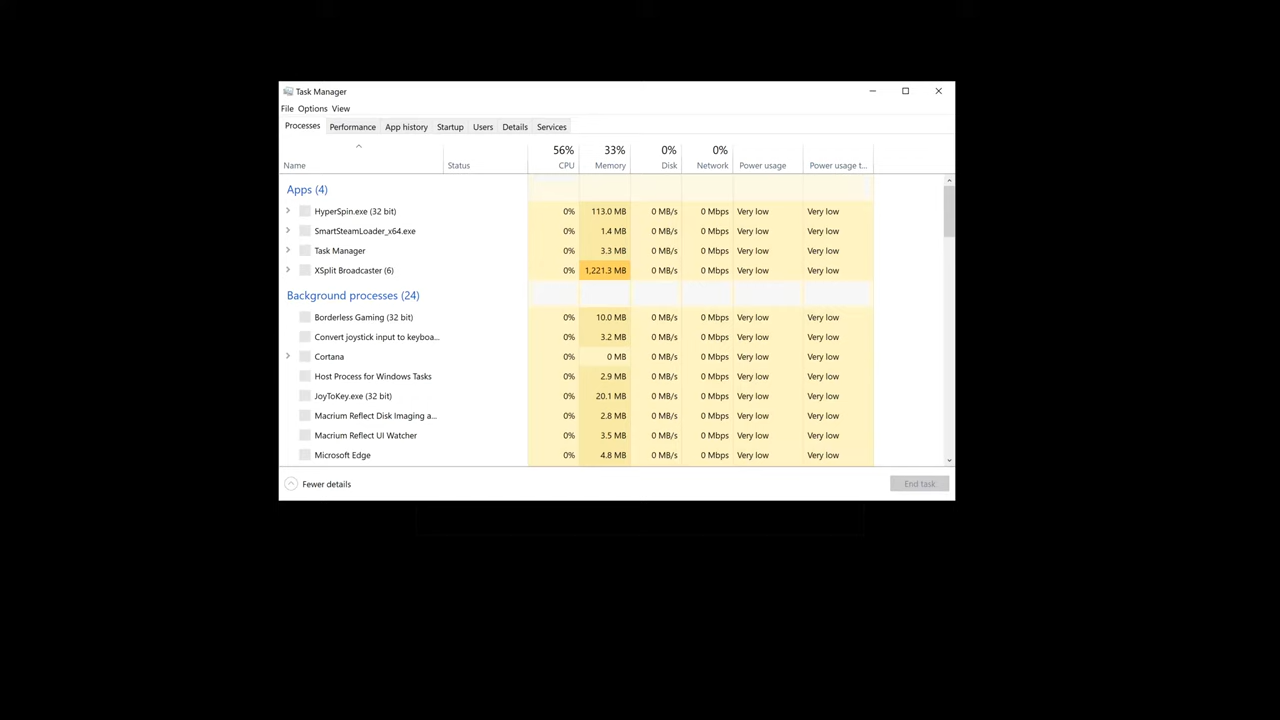 Task Manager
File Options View
Processes Performance App history Startup Users Details Services
56% 33% 0% 0%
Name Status CPU Memory Disk Network Power usage Power usage t...
Apps (4)
HyperSpin.exe (32 bit) 0% 113.0 MB 0 MB/s 0 Mbps Very low Very low
SmartSteamLoader_x64.exe 0% 1.4 MB 0 MB/s 0 Mbps Very low Very low
Task Manager 0% 3.3 MB 0 MB/s 0 Mbps Very low Very low
XSplit Broadcaster (6) 0% 1,221.3 MB 0 MB/s 0 Mbps Very low Very low
Background processes (24)
Borderless Gaming (32 bit) 0% 10.0 MB 0 MB/s 0 Mbps Very low Very low
Convert joystick input to keyboa... 0% 3.2 MB 0 MB/s 0 Mbps Very low Very low
Cortana 0% 0 MB 0 MB/s 0 Mbps Very low Very low
Host Process for Windows Tasks 0% 2.9 MB 0 MB/s 0 Mbps Very low Very low
JoyToKey.exe (32 bit) 0% 20.1 MB 0 MB/s 0 Mbps Very low Very low
Macrium Reflect Disk Imaging a... 0% 2.8 MB 0 MB/s 0 Mbps Very low Very low
Macrium Reflect UI Watcher 0% 3.5 MB 0 MB/s 0 Mbps Very low Very low
Microsoft Edge 0% 4.8 MB 0 MB/s 0 Mbps Very low Very low
Fewer details End task